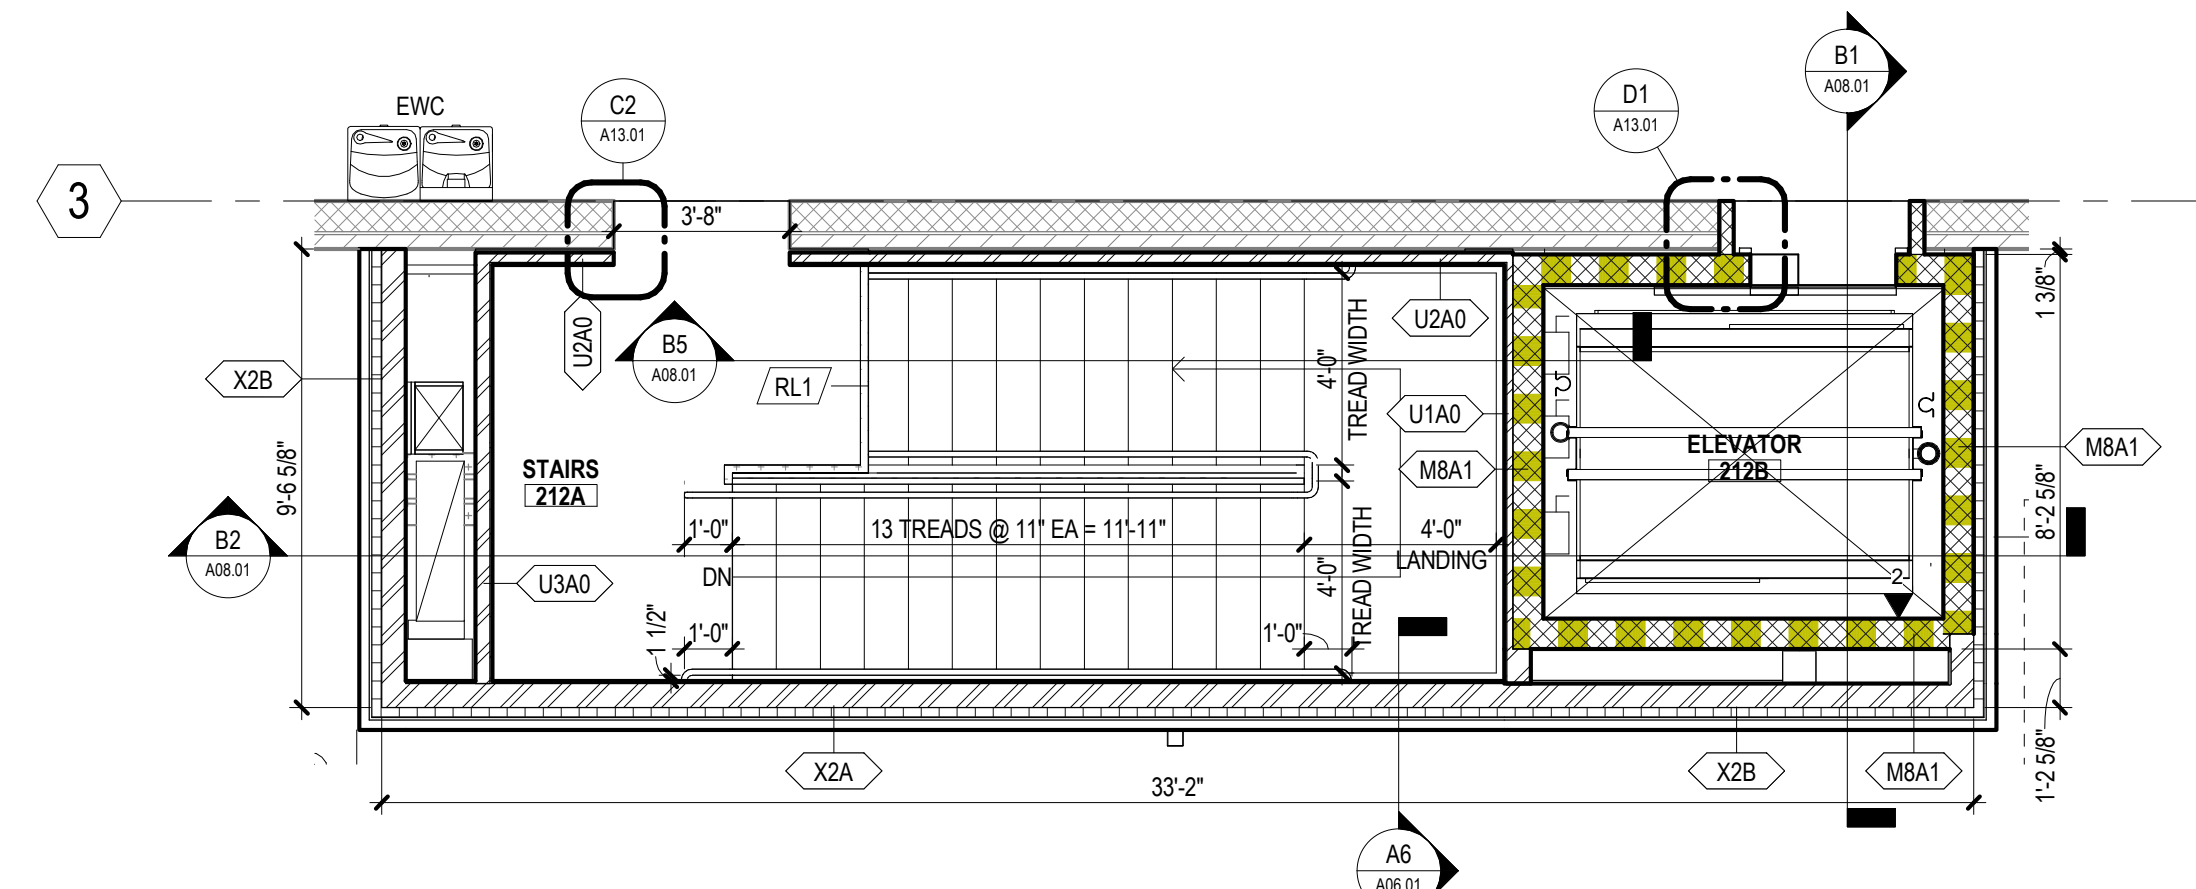 B1
A08.01
EWC
C2
A13.01
D1
A13.01
3
3'-8"
1 3/8"
U2A0
U2A0
B5
A08.01
X2B
RL1
4'-0"
TREAD WIDTH
U1A0
M8A1
ELEVATOR
212B
M8A1
STAIRS
212A
9'-6 5/8"
8'-2 5/8"
1'-0"
13 TREADS @ 11" EA = 11'-11"
4'-0"
LANDING
B2
A08.01
DN
U3A0
4'-0"
TREAD WIDTH
2
1 1/2"
1'-0"
1'-0"
X2A
X2B
M8A1
1'-2 5/8"
33'-2"
A6
A06.01